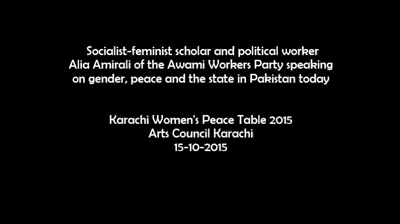 Socialist-feminist scholar and political worker
Alia Amirali of the Awami Workers Party speaking
on gender, peace and the state in Pakistan today
Karachi Women's Peace Table 2015
Arts Council Karachi
15-10-2015